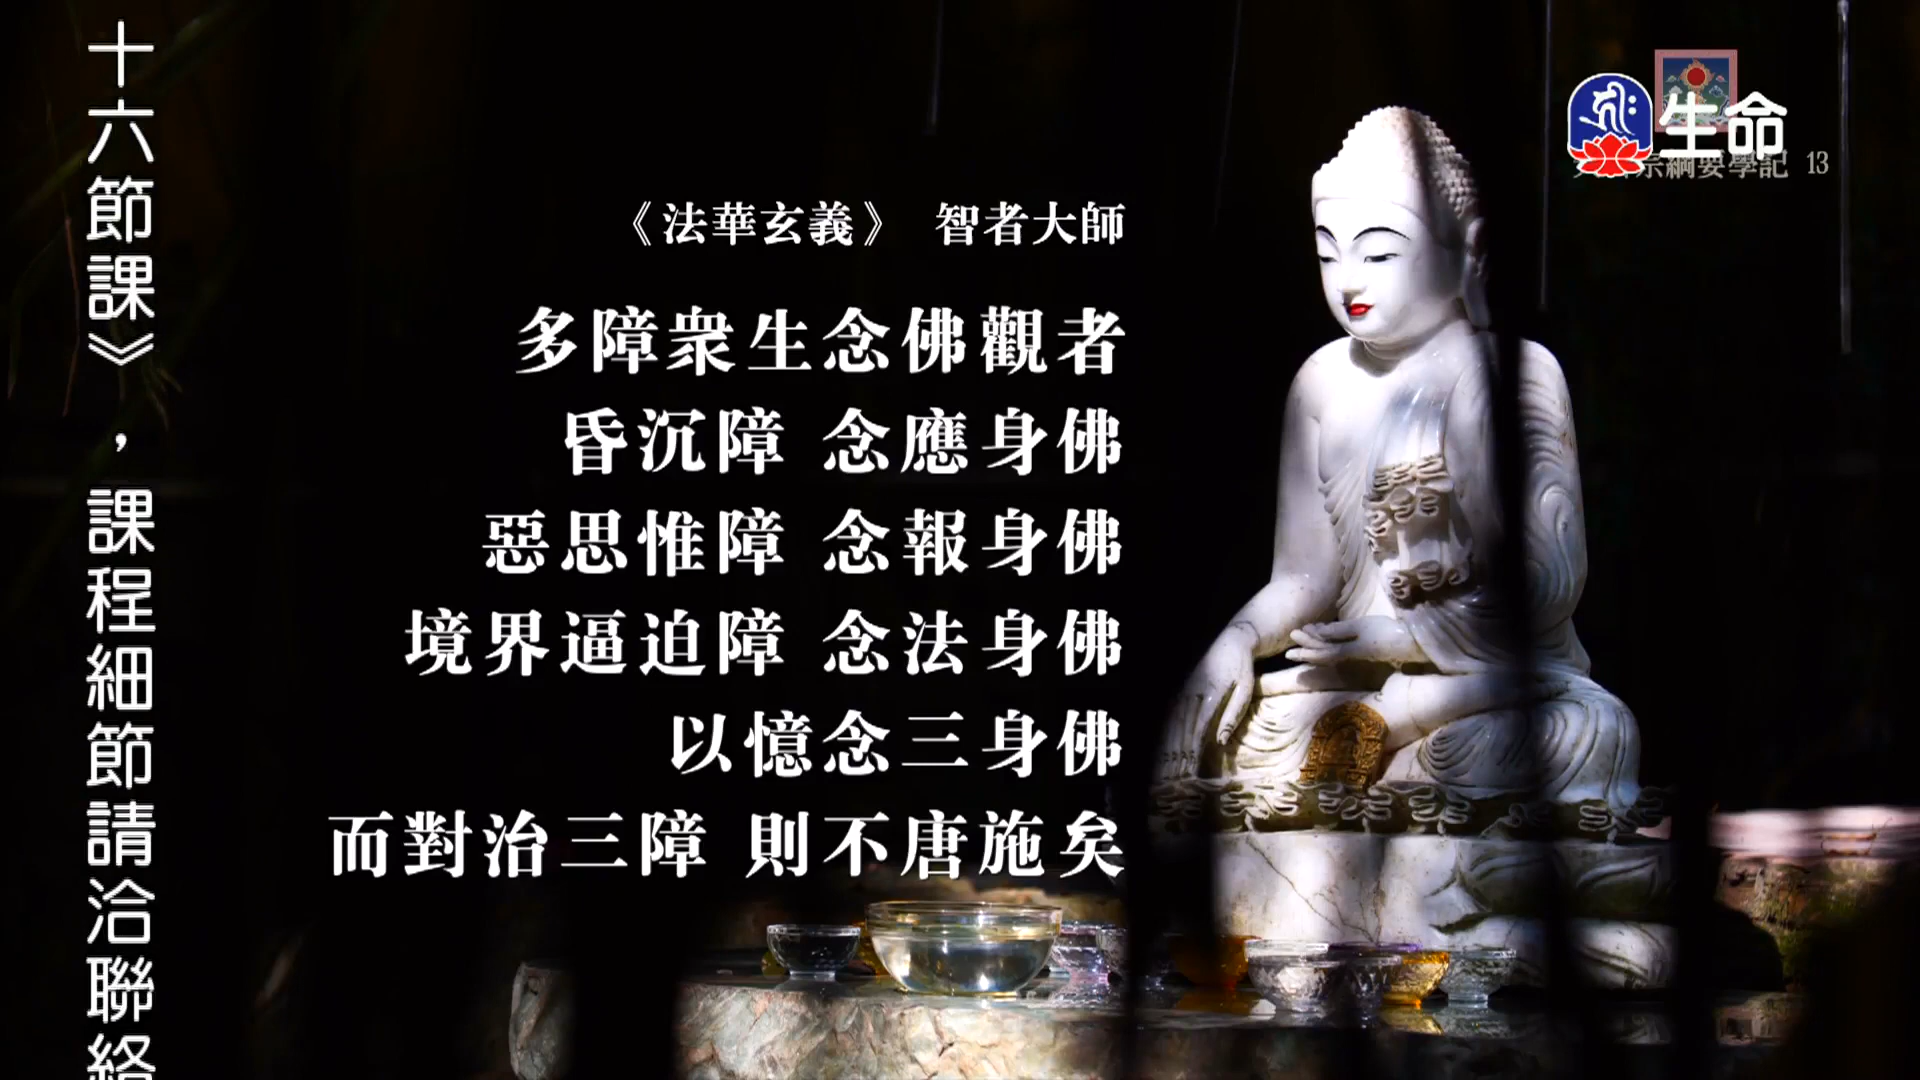 十六節課》，課程細節請洽聯絡
生命
宗綱要學記 13
《法華玄義》 智者大師
多障衆生念佛觀者
昏沉障 念應身佛
惡思惟障 念報身佛
境界逼迫障 念法身佛
以憶念三身佛
而對治三障 則不唐施矣